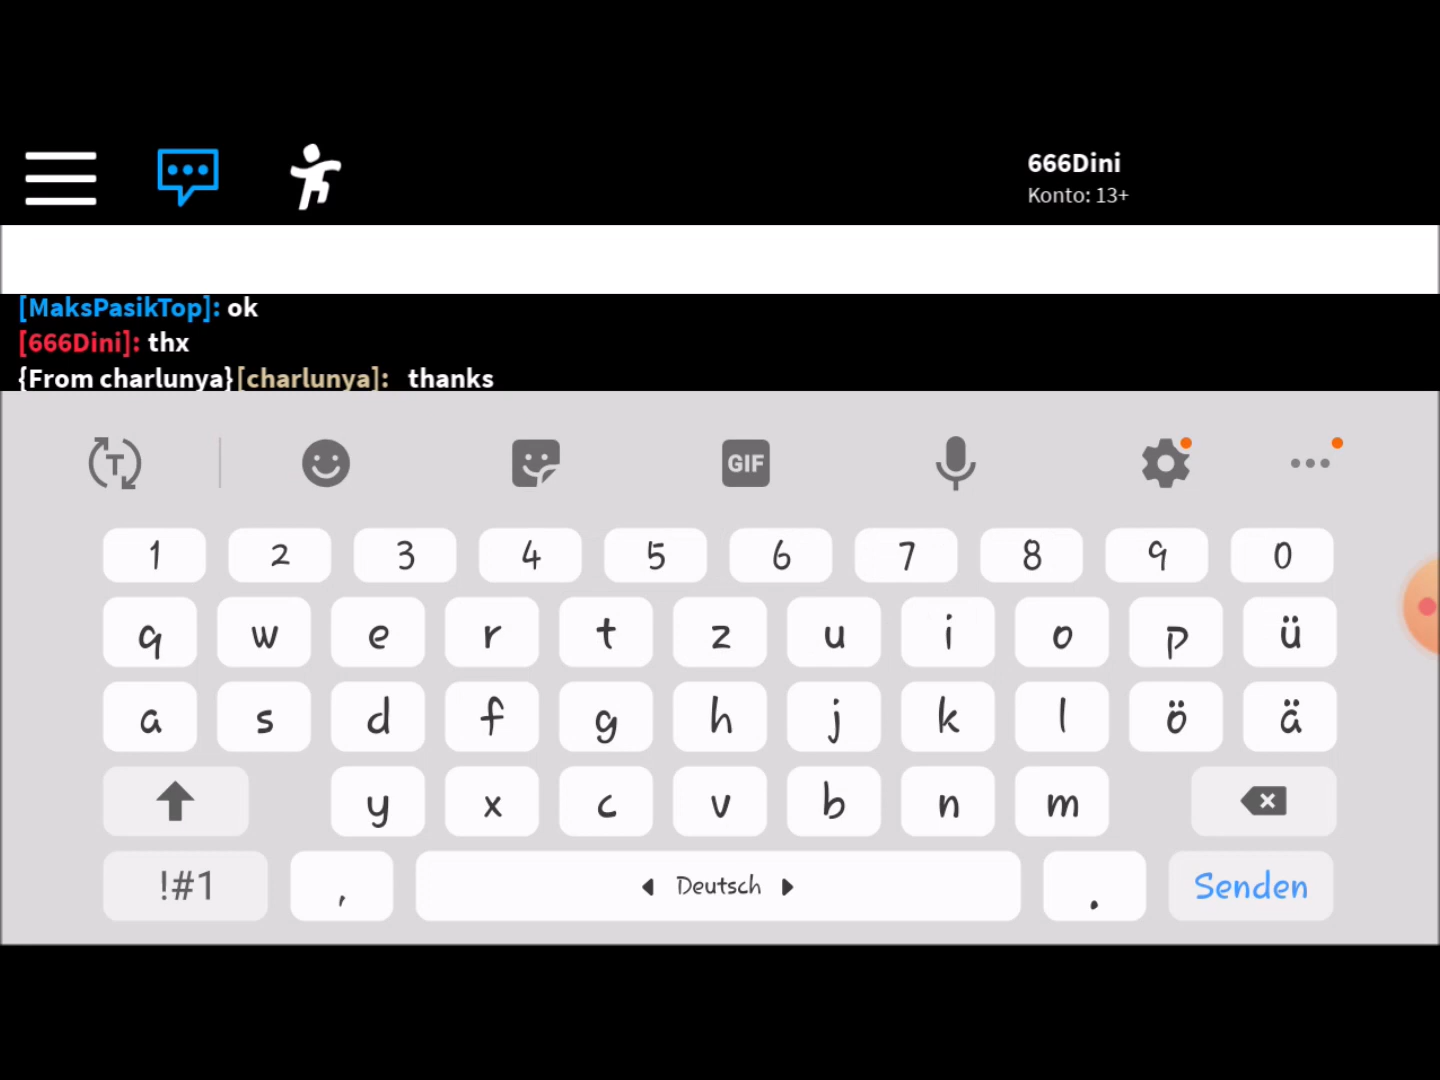 666Dini
Konto: 13+
[MaksPasikTop]: ok
[666Dini]: thx
{From charlunya}[charlunya]: thanks
T
GIF
1 2 3 4 5 6 7 8 9 0
q w e r t z u i o p ü
a s d f g h j k l ö ä
y x c v b n m
!#1 , Deutsch . Senden